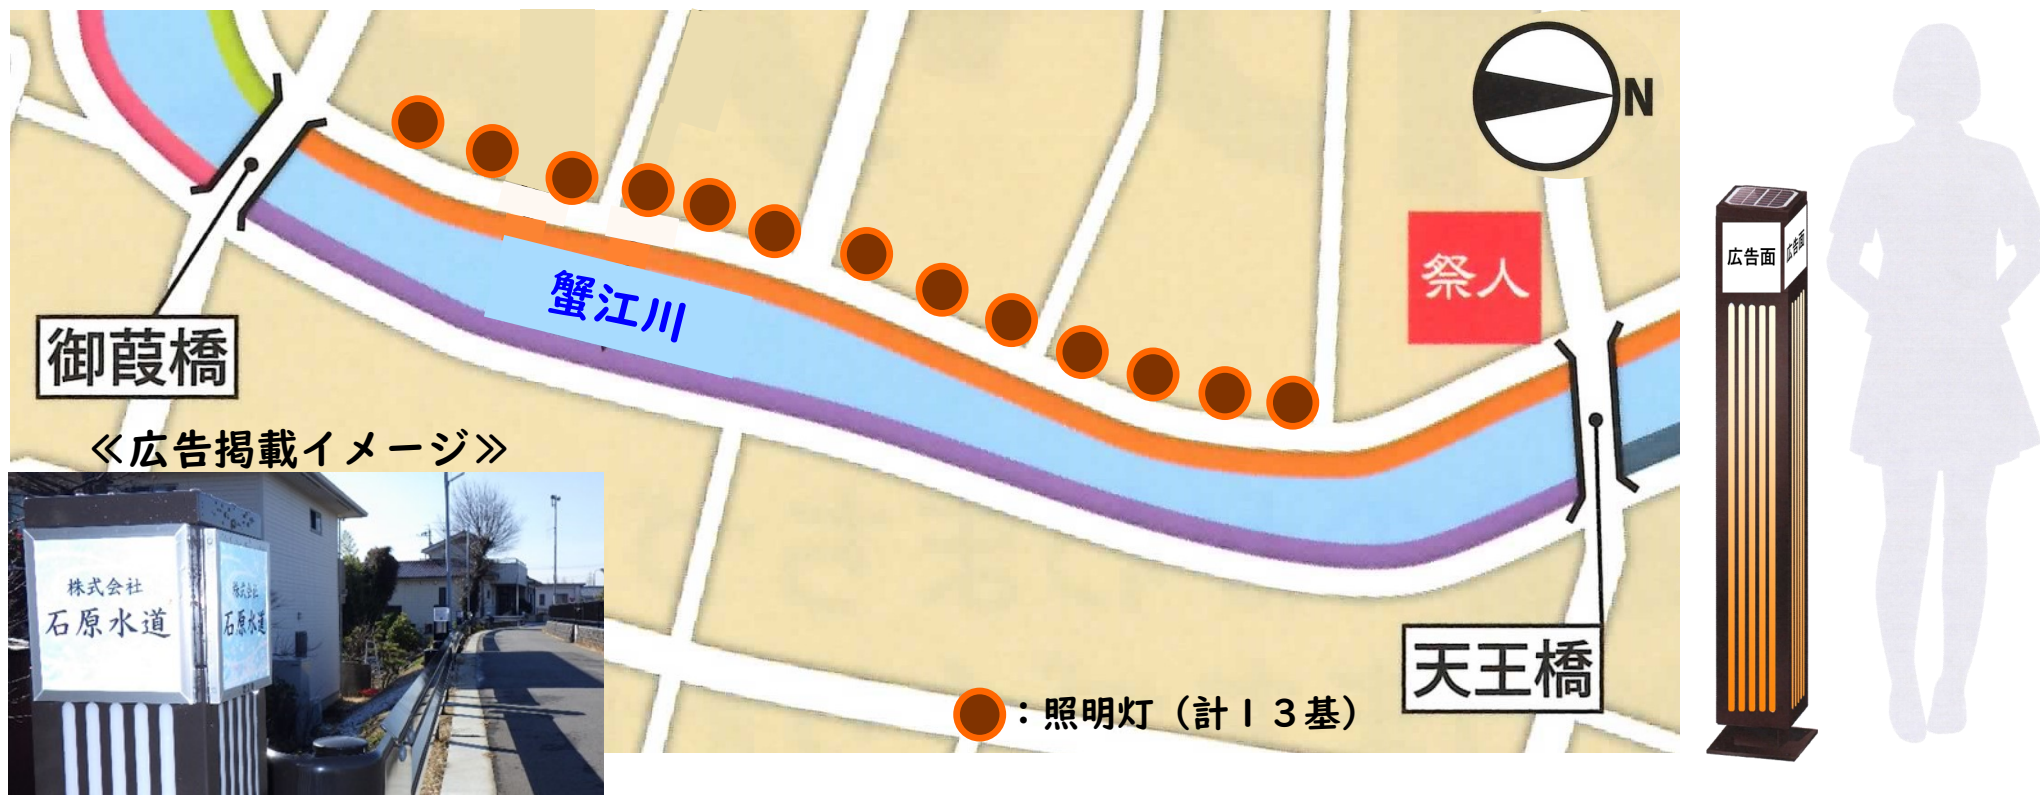 N
祭人
蟹江川
御葭橋
天王橋
≪広告掲載イメージ≫
株式会社
石原水道
株式会社
石原水道
：照明灯（計１３基）
広告面
広告面